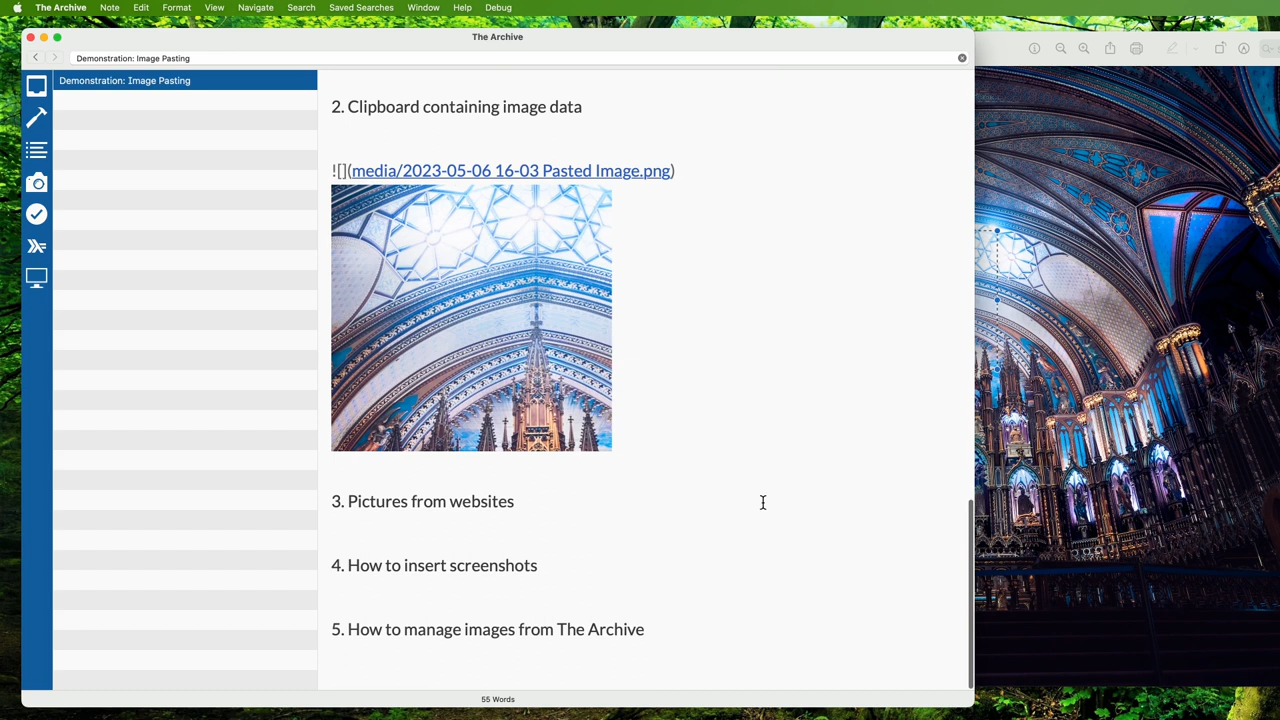 The Archive Note Edit Format View Navigate Search Saved Searches Window Help Debug
The Archive
Demonstration: Image Pasting
Demonstration: Image Pasting
2. Clipboard containing image data
![](media/2023-05-06 16-03 Pasted Image.png)
3. Pictures from websites
4. How to insert screenshots
5. How to manage images from The Archive
55 Words